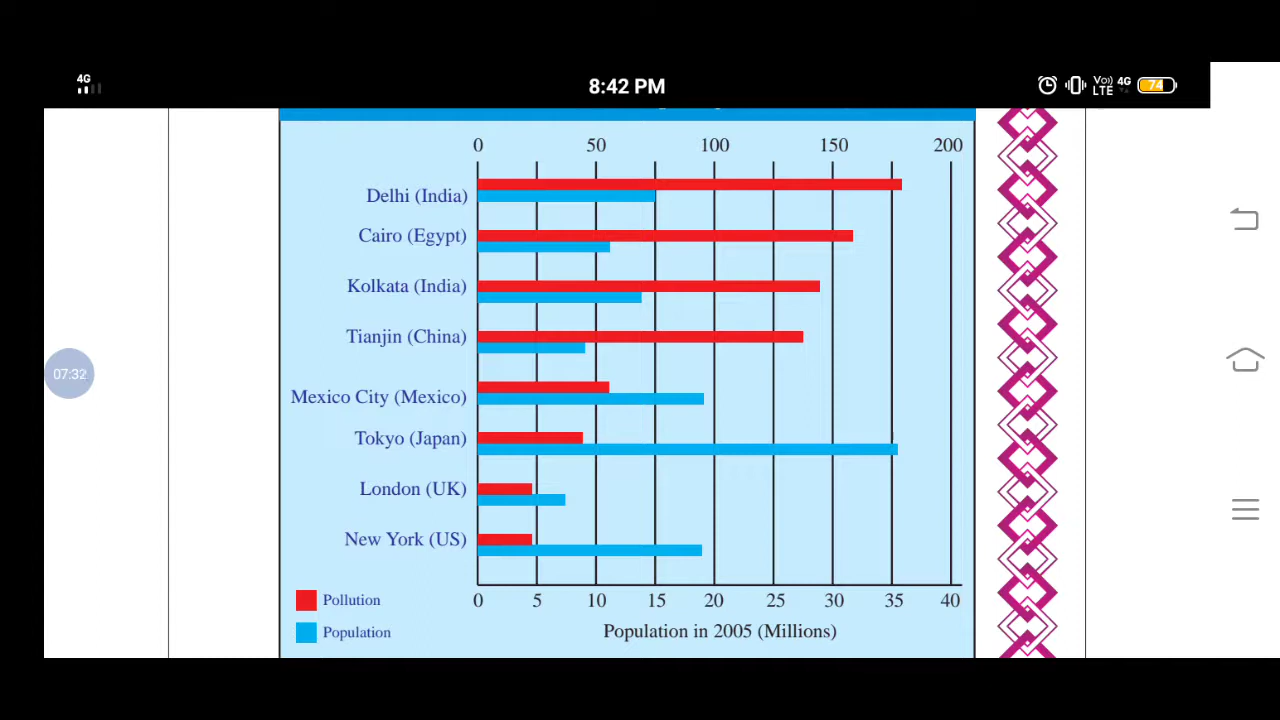 4G
8:42 PM
Vo)) LTE 4G 74
0 50 100 150 200
Delhi (India)
Cairo (Egypt)
Kolkata (India)
Tianjin (China)
07:32
Mexico City (Mexico)
Tokyo (Japan)
London (UK)
New York (US)
0 5 10 15 20 25 30 35 40
Pollution
Population
Population in 2005 (Millions)